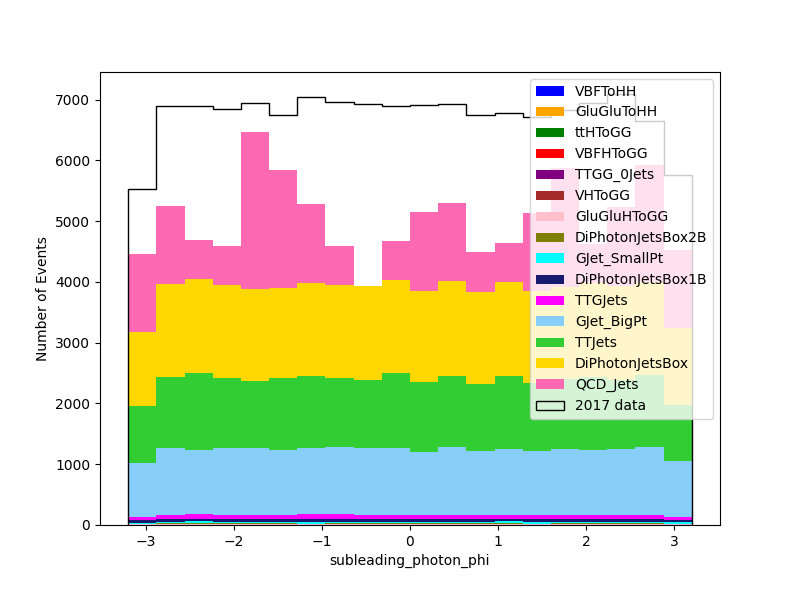 7000
6000
5000
4000
3000
2000
1000
0
Number of Events
−3
−2
−1
0
1
2
3
subleading_photon_phi
VBFToHH
GluGluToHH
ttHToGG
VBFHToGG
TTGG_0Jets
VHToGG
GluGluHToGG
DiPhotonJetsBox2B
GJet_SmallPt
DiPhotonJetsBox1B
TTGJets
GJet_BigPt
TTJets
DiPhotonJetsBox
QCD_Jets
2017 data